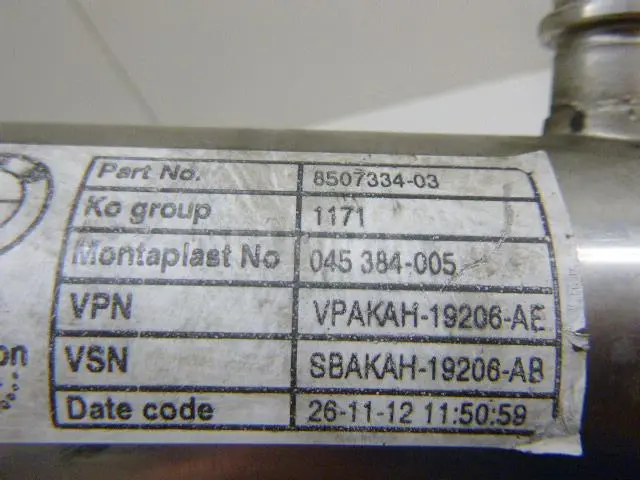 Part No. 8507334-03
Ko group 1171
Montaplast No 045 384-005
VPN VPAKAH-19206-AE
on VSN SBAKAH-19206-AB
Date code 26-11-12 11:50:59